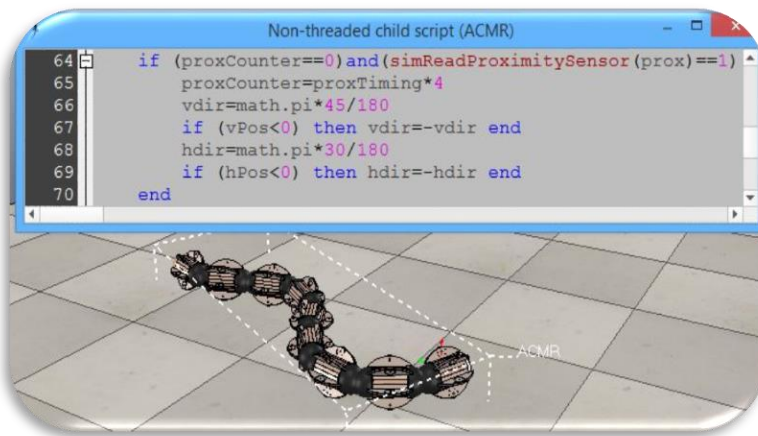 Non-threaded child script (ACMR)
64 if (proxCounter==0)and(simReadProximitySensor(prox)==1)
65 proxCounter=proxTiming*4
66 vdir=math.pi*45/180
67 if (vPos<0) then vdir=-vdir end
68 hdir=math.pi*30/180
69 if (hPos<0) then hdir=-hdir end
70 end
ACMR